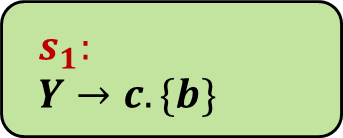 s₁:
Y → c.{b}